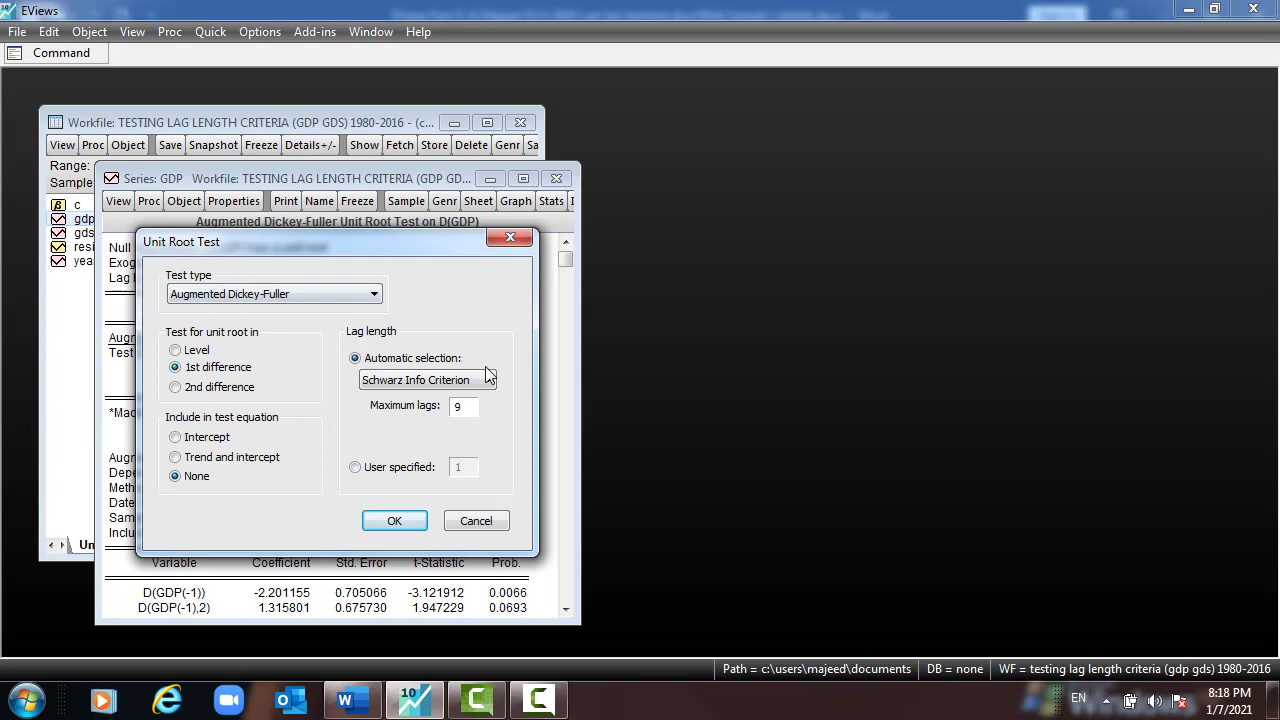 EViews
File Edit Object View Proc Quick Options Add-ins Window Help
Command
Workfile: TESTING LAG LENGTH CRITERIA (GDP GDS) 1980-2016 - (c...
View Proc Object Save Snapshot Freeze Details+/- Show Fetch Store Delete Genr Sa
Range:
Sample
c
gdp
gds
resi
yea
Series: GDP Workfile: TESTING LAG LENGTH CRITERIA (GDP GD...
View Proc Object Properties Print Name Freeze Sample Genr Sheet Graph Stats I
Augmented Dickey-Fuller Unit Root Test on D(GDP)
Null
Exog
Lag l
Augm
Test
*Mac
Augm
Depe
Meth
Date
Sam
Inclu
Unit Root Test
Test type
Augmented Dickey-Fuller
Test for unit root in
Level
1st difference
2nd difference
Include in test equation
Intercept
Trend and intercept
None
Lag length
Automatic selection:
Schwarz Info Criterion
Maximum lags: 9
User specified: 1
OK Cancel
Un
Variable Coefficient Std. Error t-Statistic Prob.
D(GDP(-1)) -2.201155 0.705066 -3.121912 0.0066
D(GDP(-1),2) 1.315801 0.675730 1.947229 0.0693
Path = c:\users\majeed\documents DB = none WF = testing lag length criteria (gdp gds) 1980-2016
10
EN
8:18 PM
1/7/2021